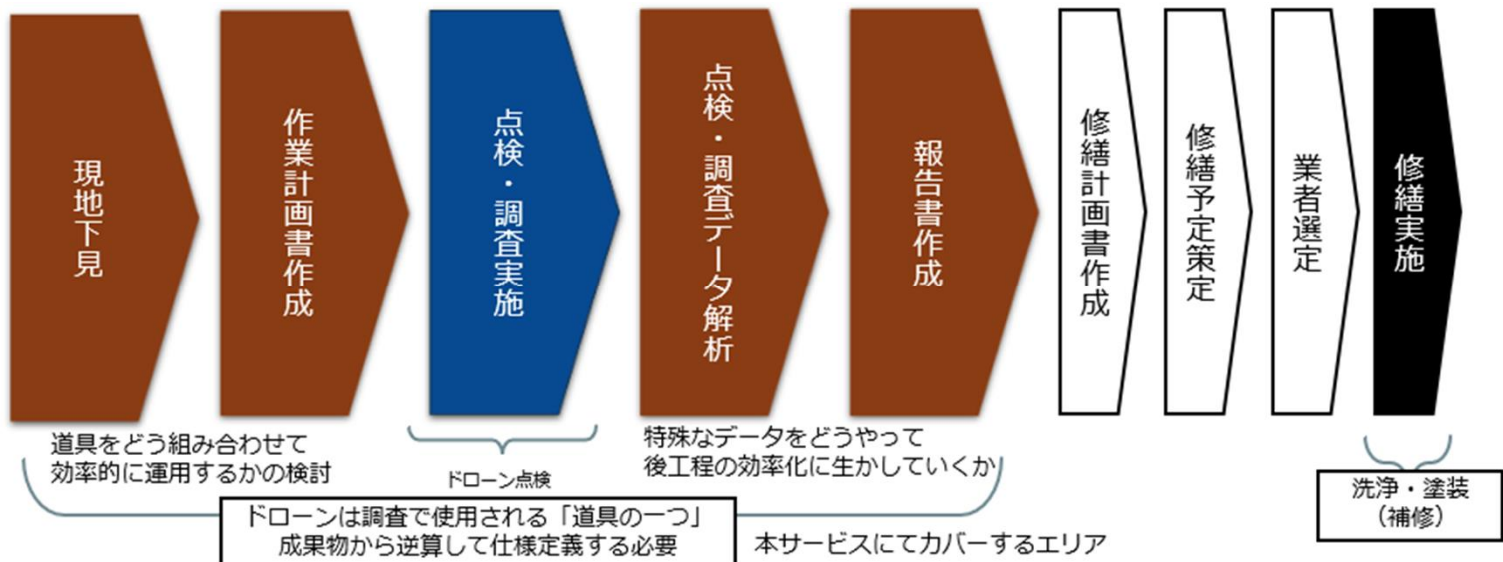 現地下見
作業計画書作成
点検・調査実施
点検・調査データ解析
報告書作成
修繕計画書作成
修繕予定策定
業者選定
修繕実施
道具をどう組み合わせて
効率的に運用するかの検討
ドローン点検
特殊なデータをどうやって
後工程の効率化に生かしていくか
ドローンは調査で使用される「道具の一つ」
成果物から逆算して仕様定義する必要
本サービスにてカバーするエリア
洗浄・塗装
（補修）